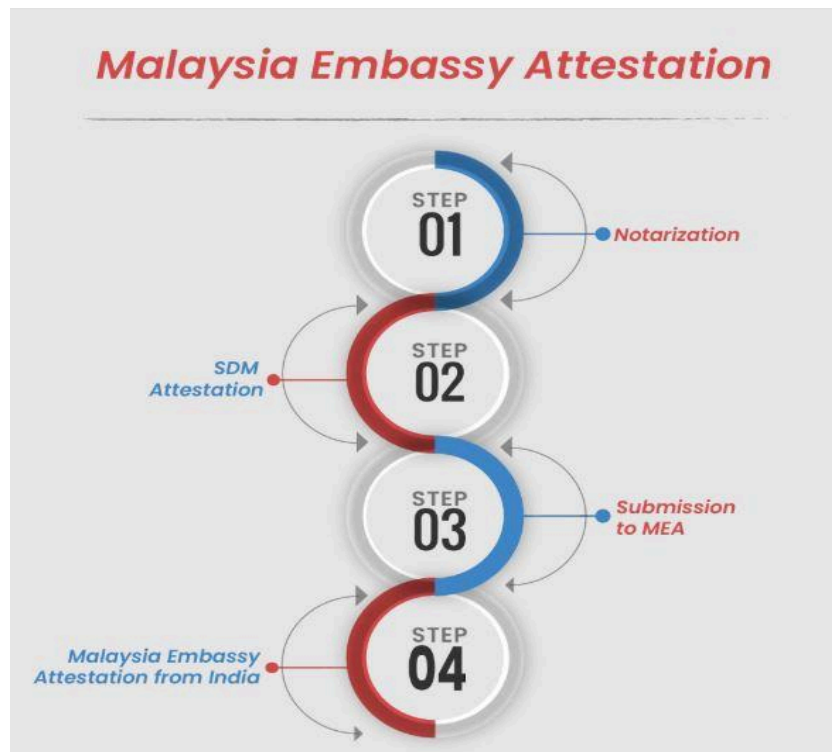 Malaysia Embassy Attestation
STEP
01
Notarization
SDM
Attestation
STEP
02
STEP
03
Submission
to MEA
Malaysia Embassy
Attestation from India
STEP
04